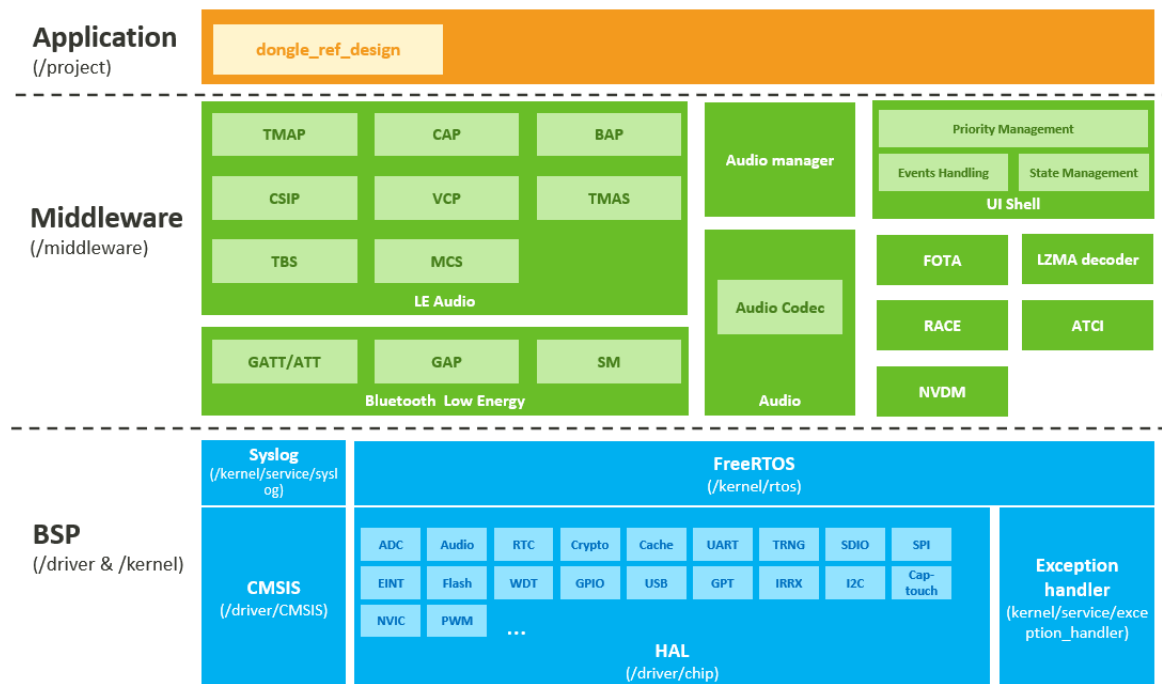 Application
(/project)
dongle_ref_design
Middleware
(/middleware)
TMAP
CAP
BAP
CSIP
VCP
TMAS
TBS
MCS
LE Audio
GATT/ATT
GAP
SM
Bluetooth Low Energy
Audio manager
Audio Codec
Audio
Priority Management
Events Handling
State Management
UI Shell
FOTA
LZMA decoder
RACE
ATCI
NVDM
BSP
(/driver & /kernel)
Syslog
(/kernel/service/sysl
og)
FreeRTOS
(/kernel/rtos)
CMSIS
(/driver/CMSIS)
ADC
Audio
RTC
Crypto
Cache
UART
TRNG
SDIO
SPI
EINT
Flash
WDT
GPIO
USB
GPT
IRRX
I2C
Cap-
touch
NVIC
PWM
...
HAL
(/driver/chip)
Exception
handler
(kernel/service/exce
ption_handler)